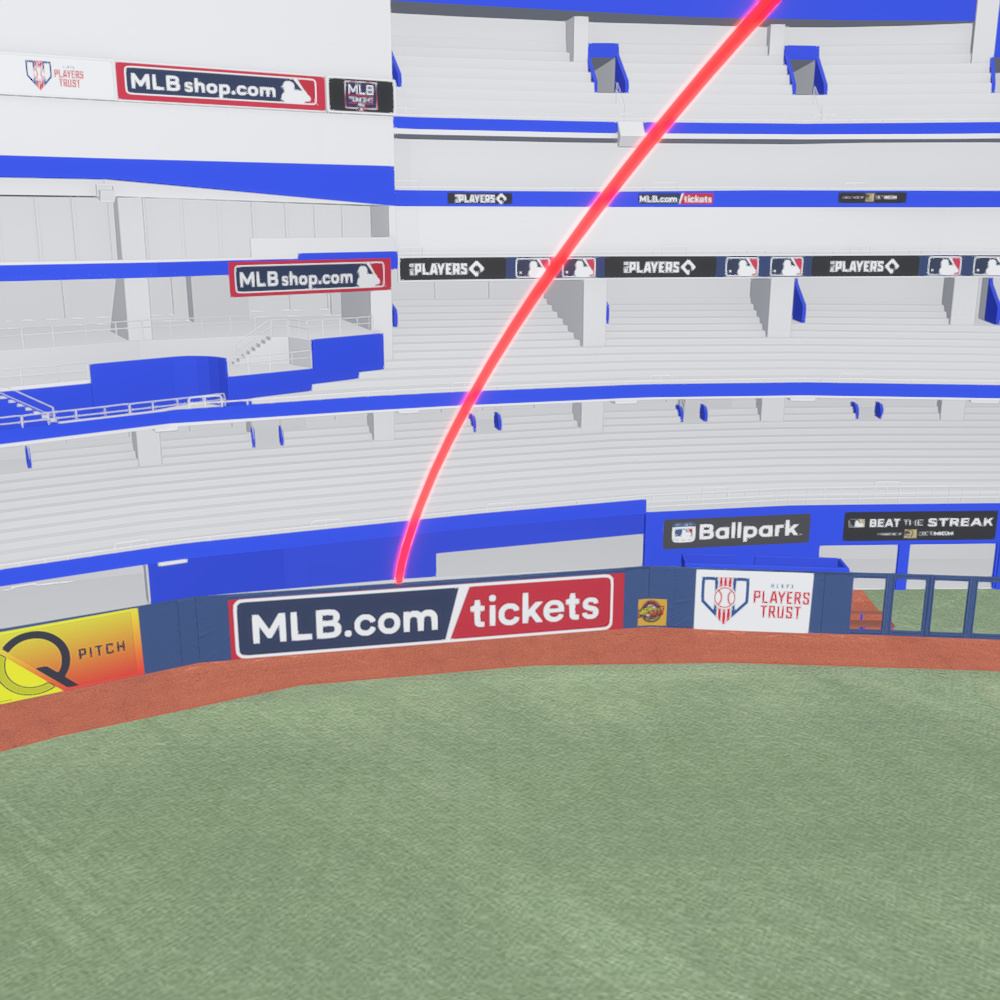 PLAYERS
TRUST
MLBshop.com
MLB
PLAYERS
MLB.com/tickets
MLBshop.com
PLAYERS
PLAYERS
PLAYERS
Ballpark
BEAT THE STREAK
MLB.com/tickets
PLAYERS
TRUST
PITCH